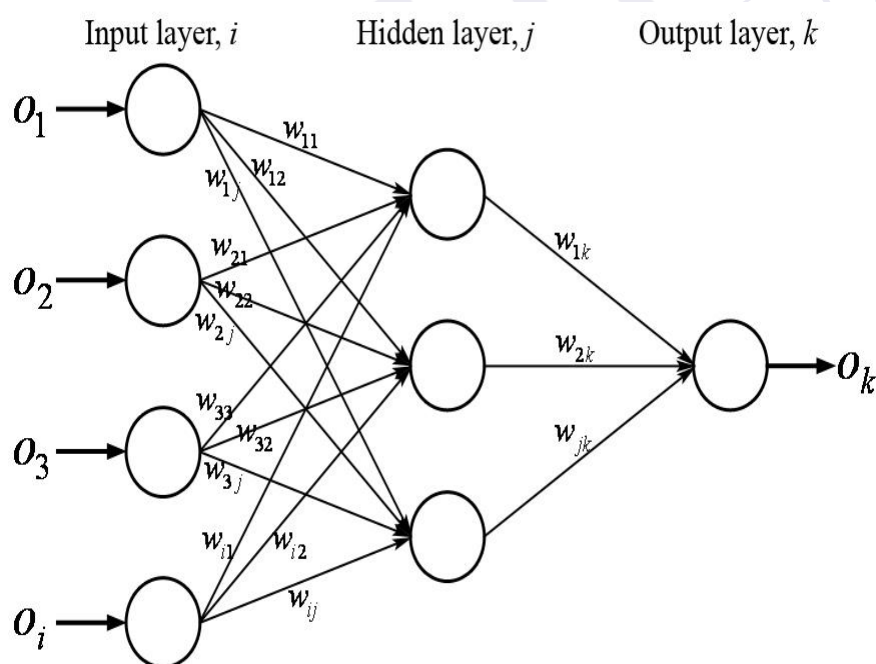 Input layer, i Hidden layer, j Output layer, k
o1
w11
w12
w1j
w21
o2
w22
w2j
w1k
w2k
ok
w33
w32
o3
w3j
wjk
wi1
wi2
wij
oi